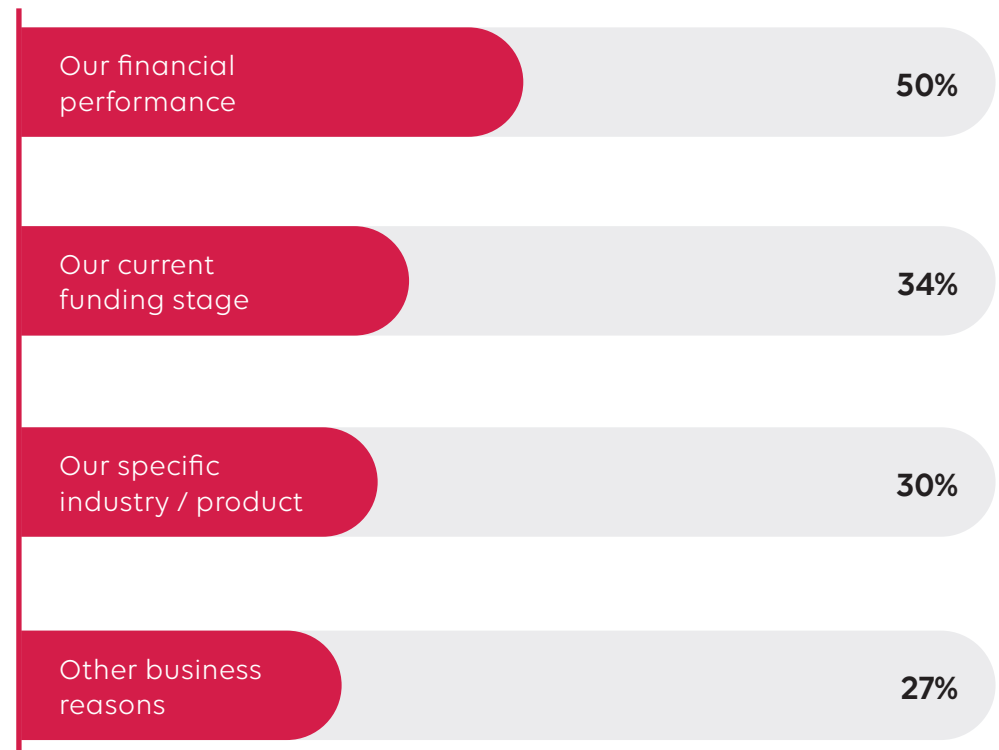 Our financial
performance
50%
Our current
funding stage
34%
Our specific
industry / product
30%
Other business
reasons
27%